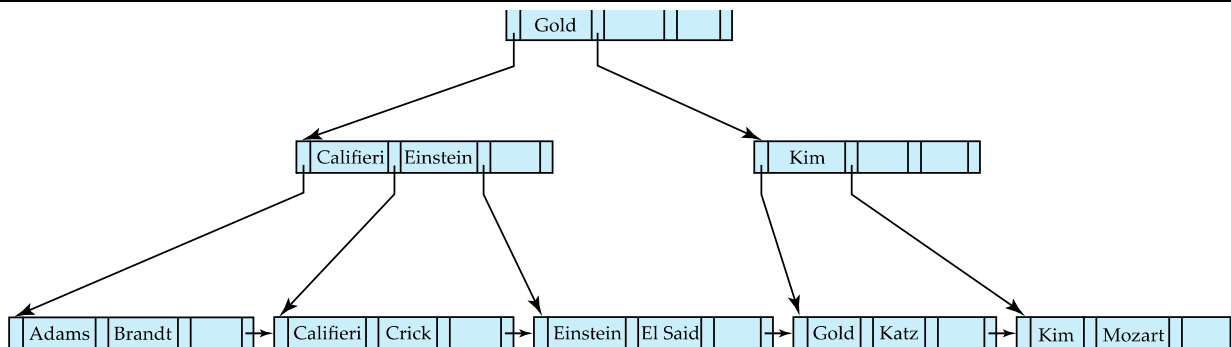 Gold
Califieri Einstein Kim
Adams Brandt Califieri Crick Einstein El Said Gold Katz Kim Mozart